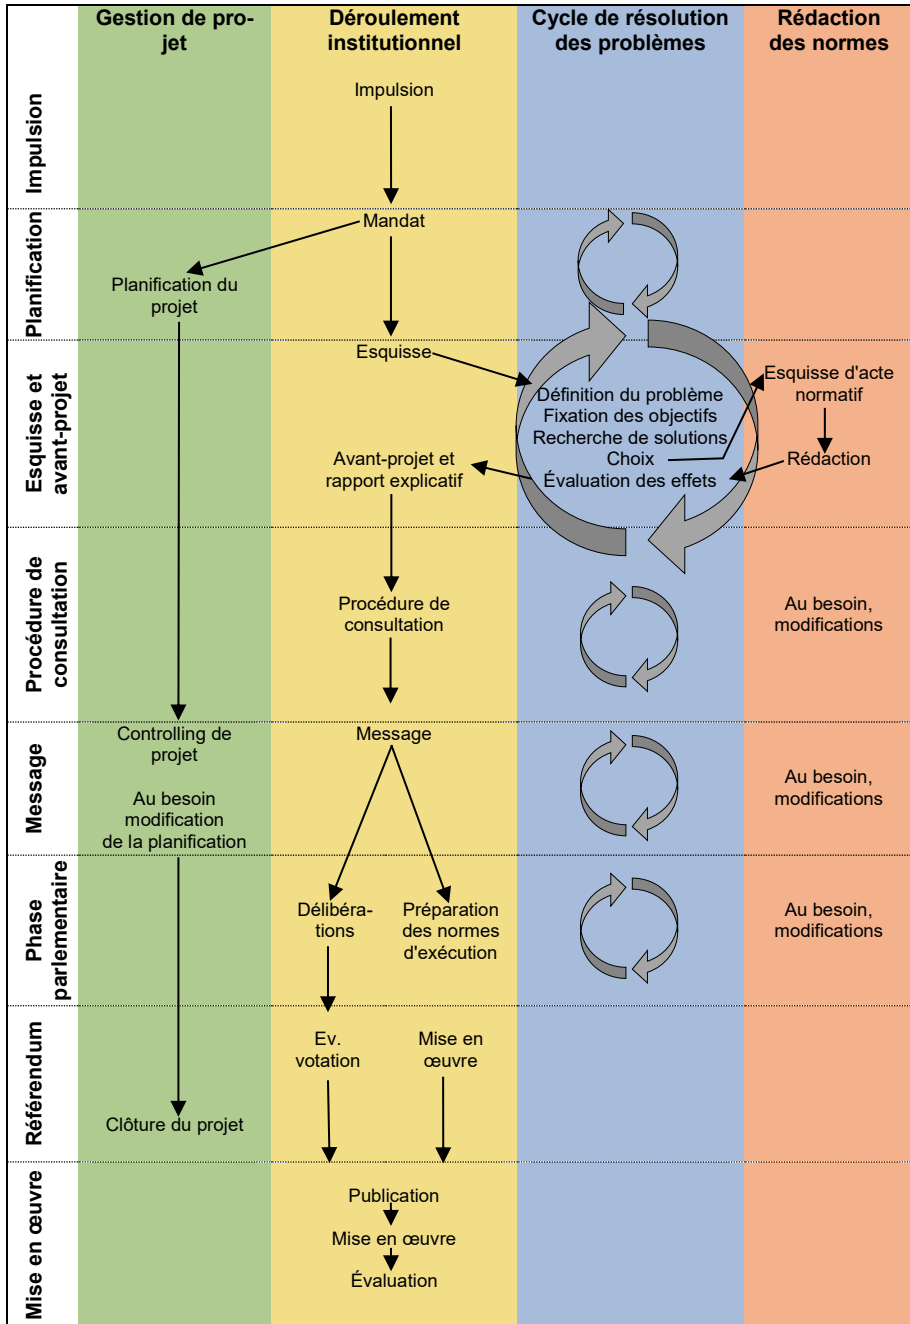 Gestion de pro-
jet
Déroulement
institutionnel
Cycle de résolution
des problèmes
Rédaction
des normes
Impulsion
Impulsion
Planification
Mandat
Planification du
projet
Esquisse et
avant-projet
Esquisse
Définition du problème
Fixation des objectifs
Recherche de solutions
Choix
Évaluation des effets
Esquisse d'acte
normatif
Rédaction
Avant-projet et
rapport explicatif
Procédure de
consultation
Procédure de
consultation
Au besoin,
modifications
Message
Controlling de
projet
Au besoin
modification
de la planification
Message
Au besoin,
modifications
Phase
parlementaire
Délibéra-
tions
Préparation
des normes
d'exécution
Au besoin,
modifications
Référendum
Clôture du projet
Ev.
votation
Mise en
œuvre
Mise en œuvre
Publication
Mise en œuvre
Évaluation